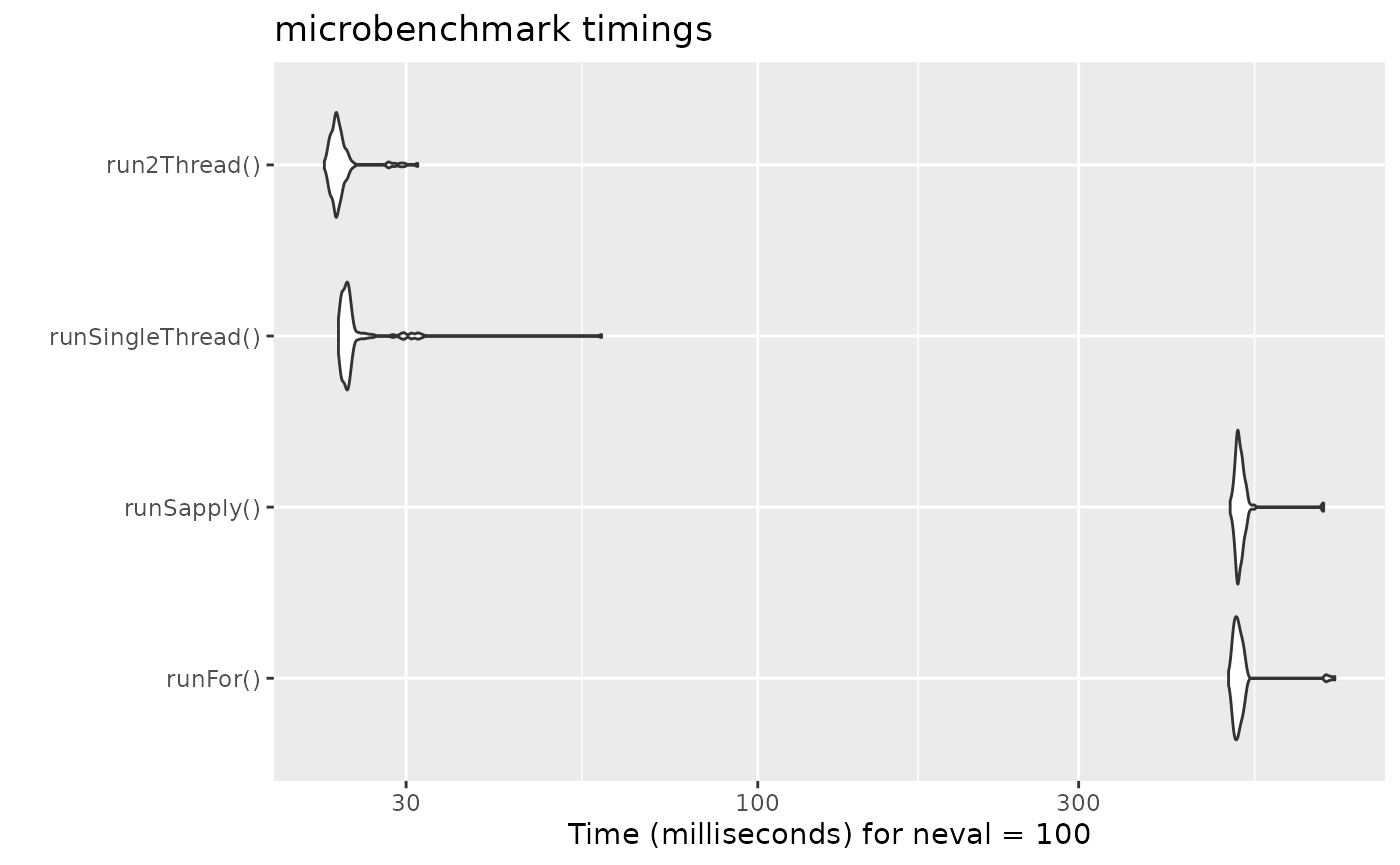 microbenchmark timings
run2Thread()
runSingleThread()
runSapply()
runFor()
30 100 300
Time (milliseconds) for neval = 100